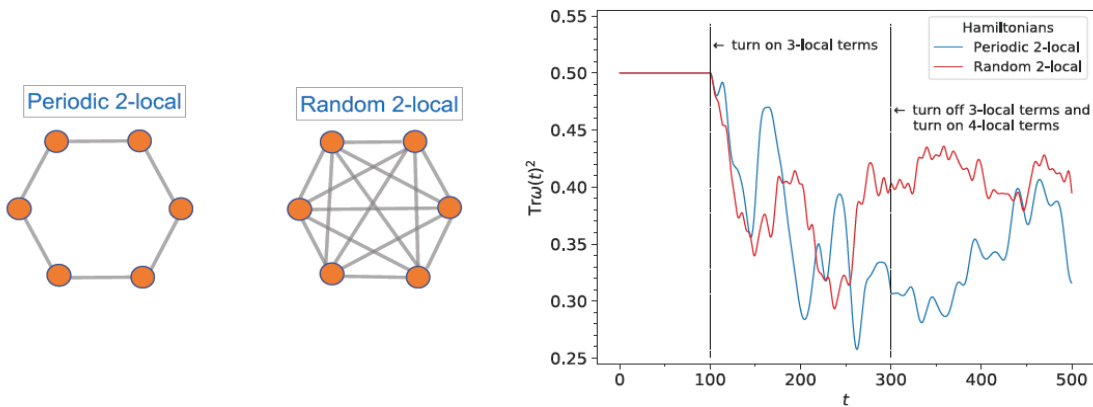 Periodic 2-local
Random 2-local
0.55
0.50
0.45
0.40
0.35
0.30
0.25
Trω(t)²
0
100
200
300
400
500
t
← turn on 3-local terms
← turn off 3-local terms and
turn on 4-local terms
Hamiltonians
Periodic 2-local
Random 2-local